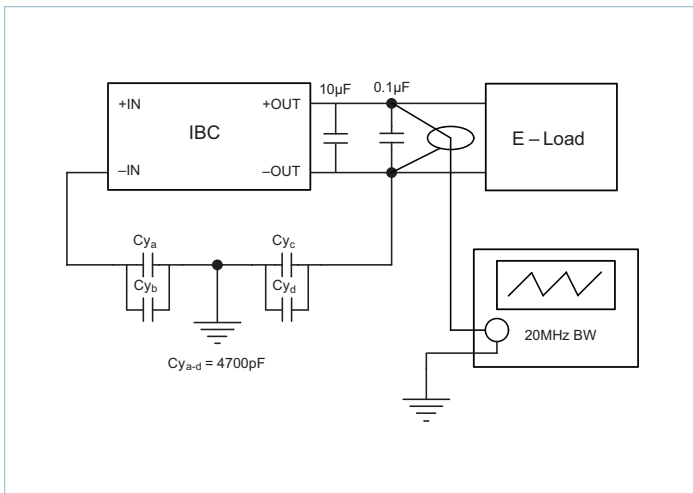 10µF 0.1µF
+IN +OUT
IBC E – Load
–IN –OUT
Cya Cyc
Cyb Cyd
20MHz BW
Cya-d = 4700pF